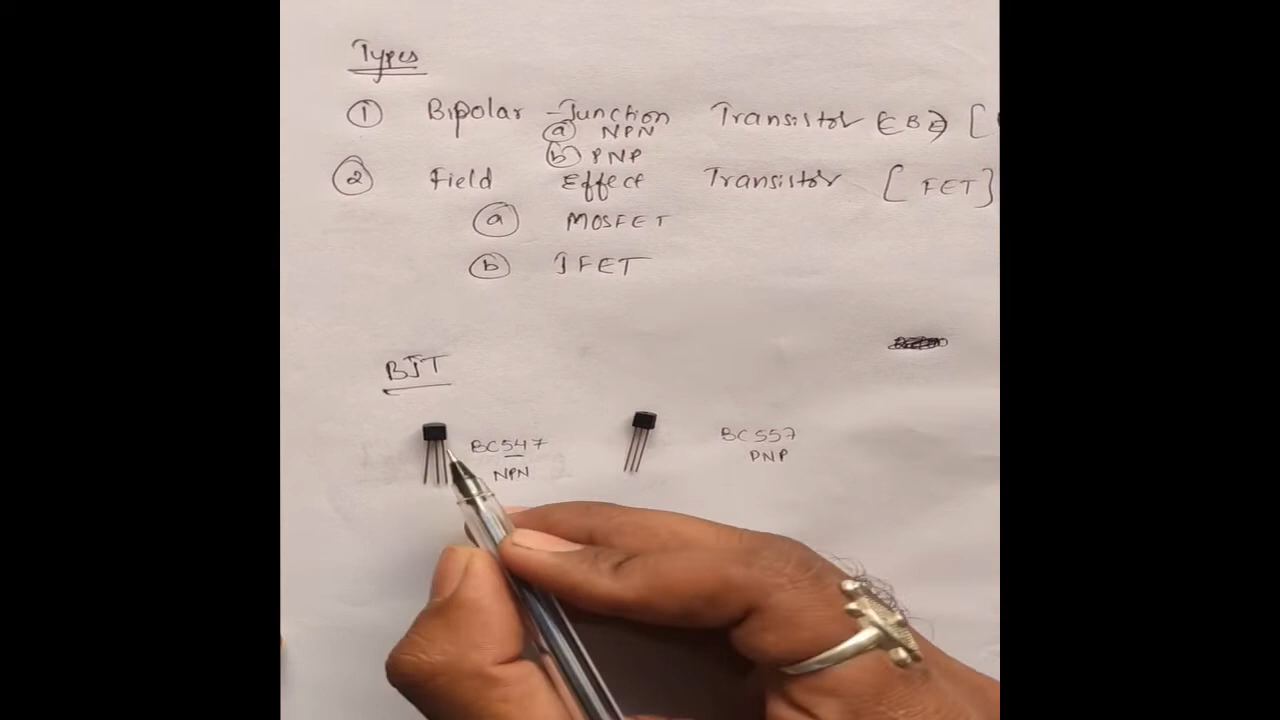 Types
① Bipolar Junction Transistor [
ⓐ NPN
ⓑ PNP
② Field Effect Transistor [FET]
ⓐ MOSFET
ⓑ JFET
BJT
BC547
NPN
BC557
PNP